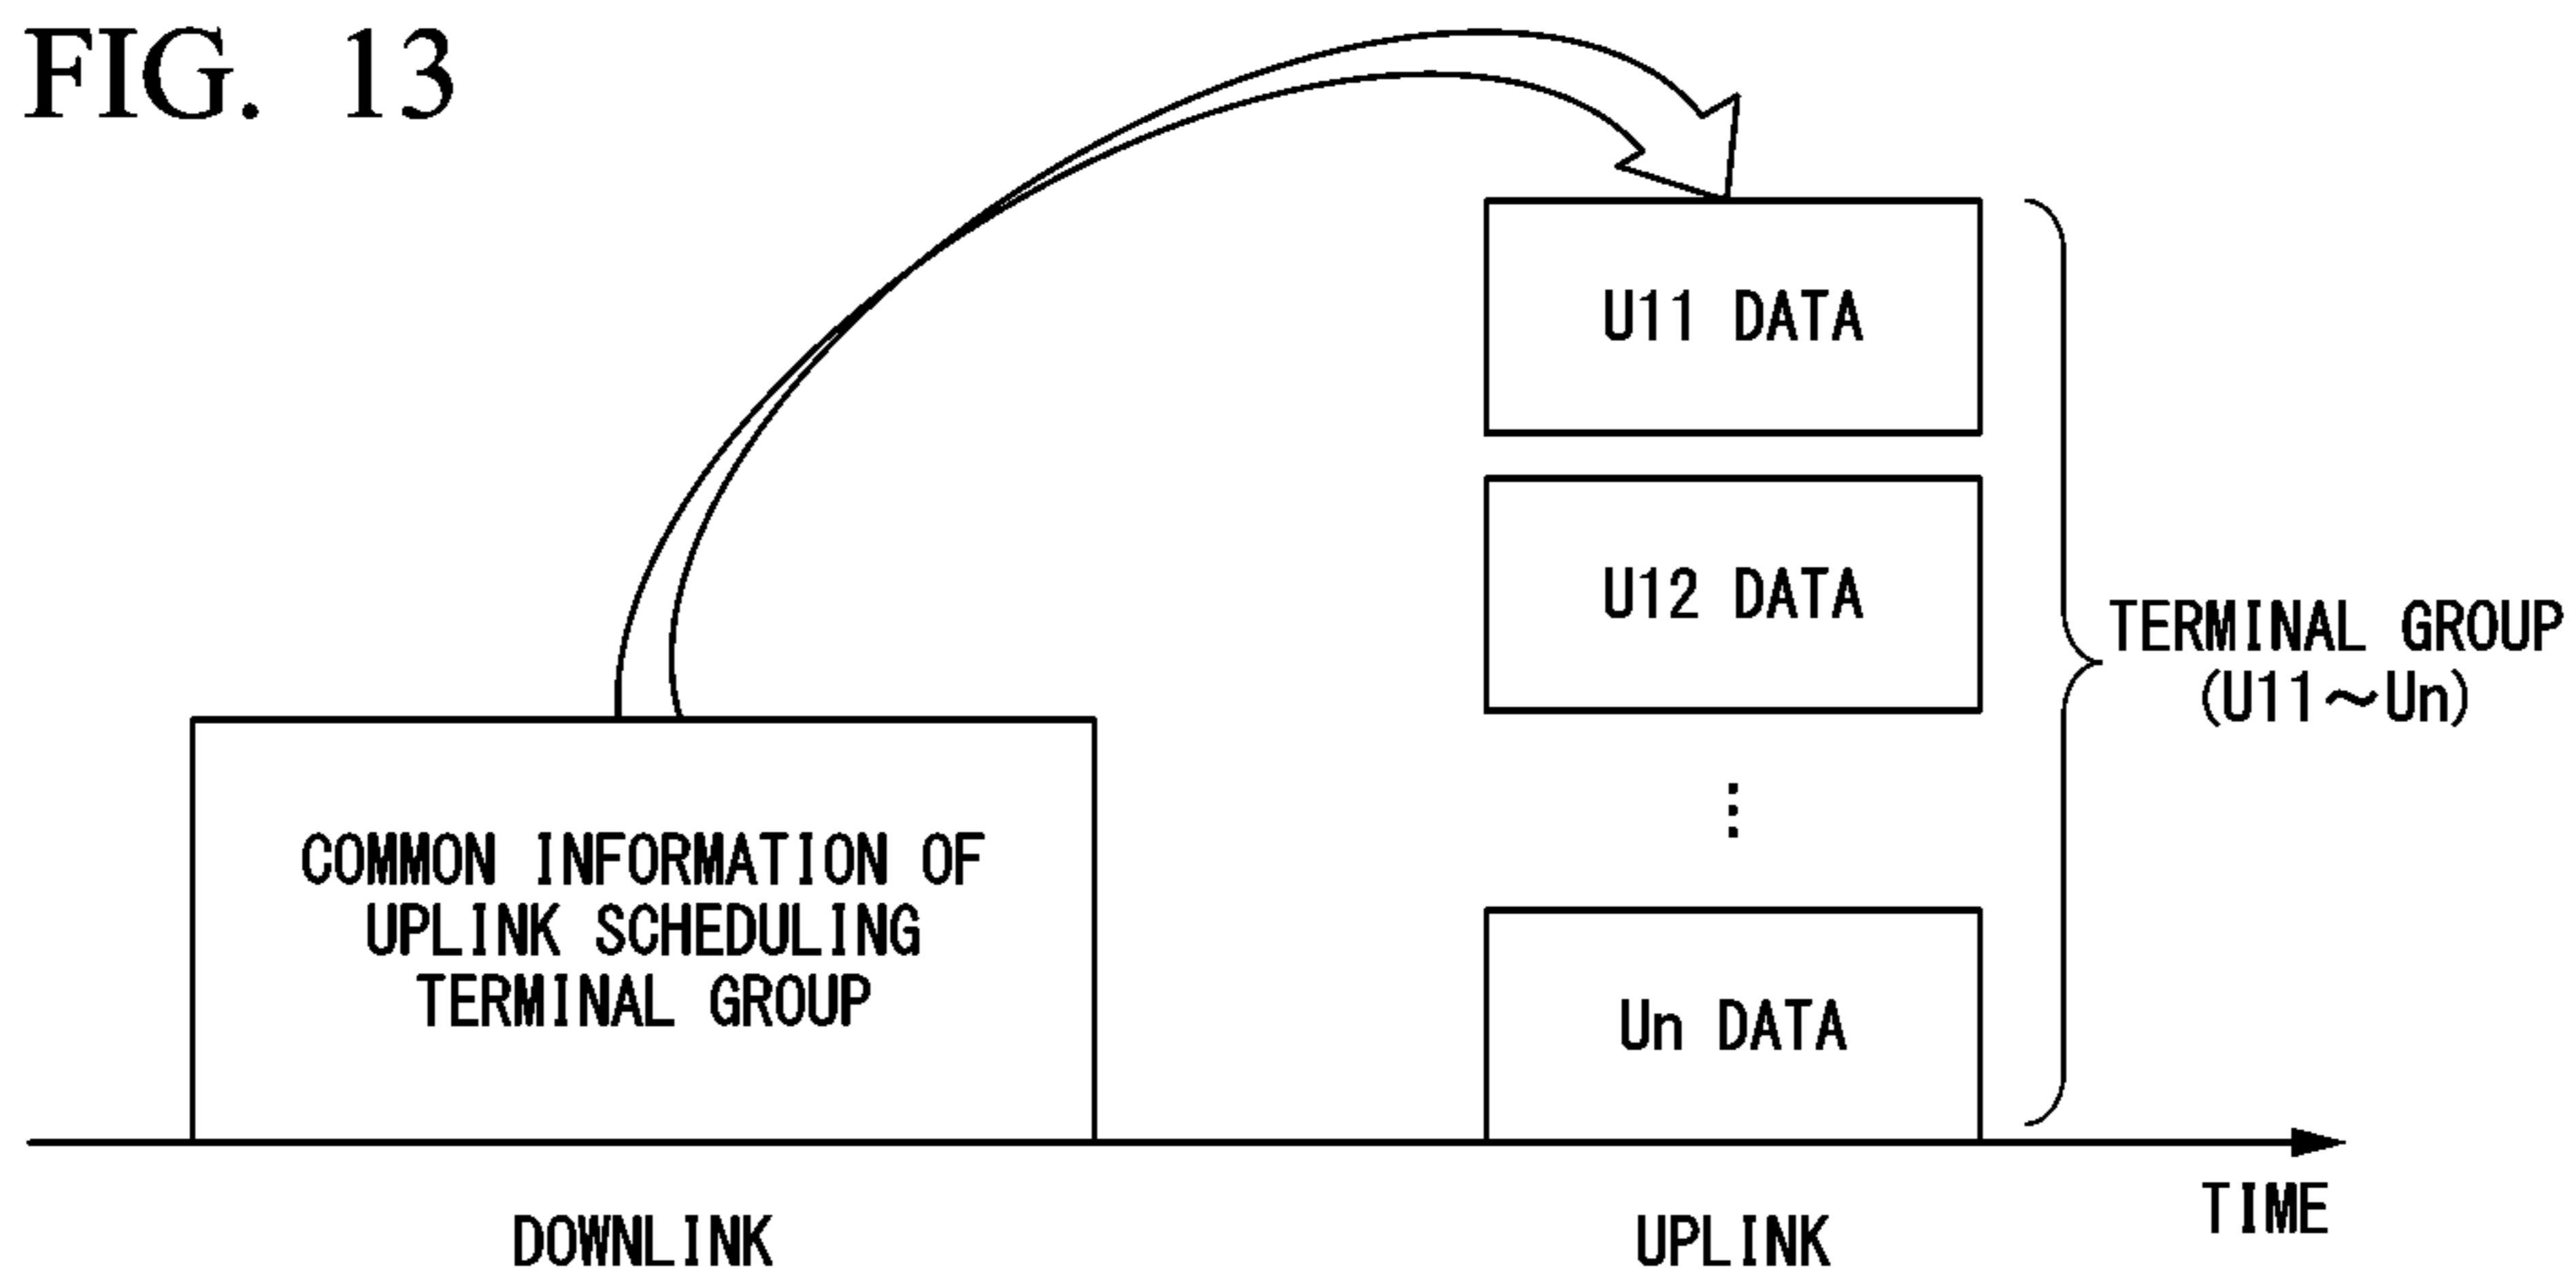 FIG. 13
U11 DATA
U12 DATA
⋮
Un DATA
TERMINAL GROUP
(U11~Un)
COMMON INFORMATION OF
UPLINK SCHEDULING
TERMINAL GROUP
DOWNLINK
UPLINK
TIME